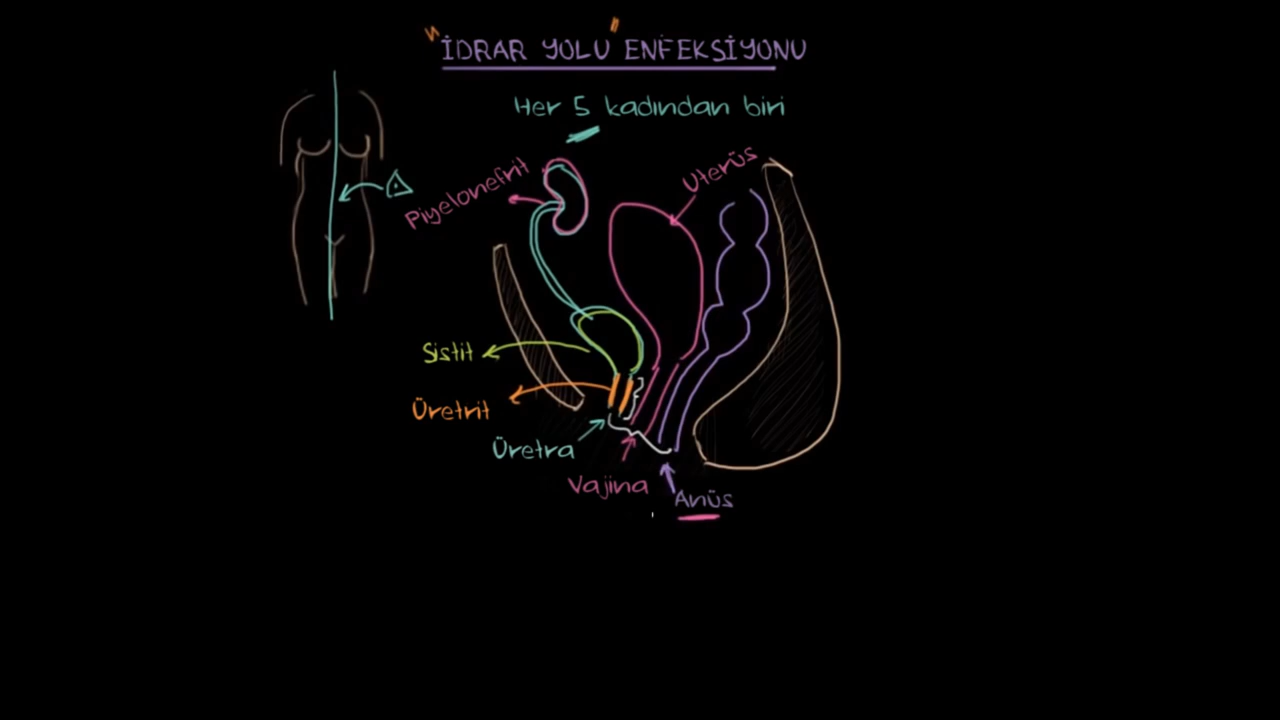 "İDRAR YOLU" ENFEKSİYONU
Her 5 kadından biri
Piyelonefrit
Uterüs
Sistit
Üretrit
Üretra
Vajina
Anüs